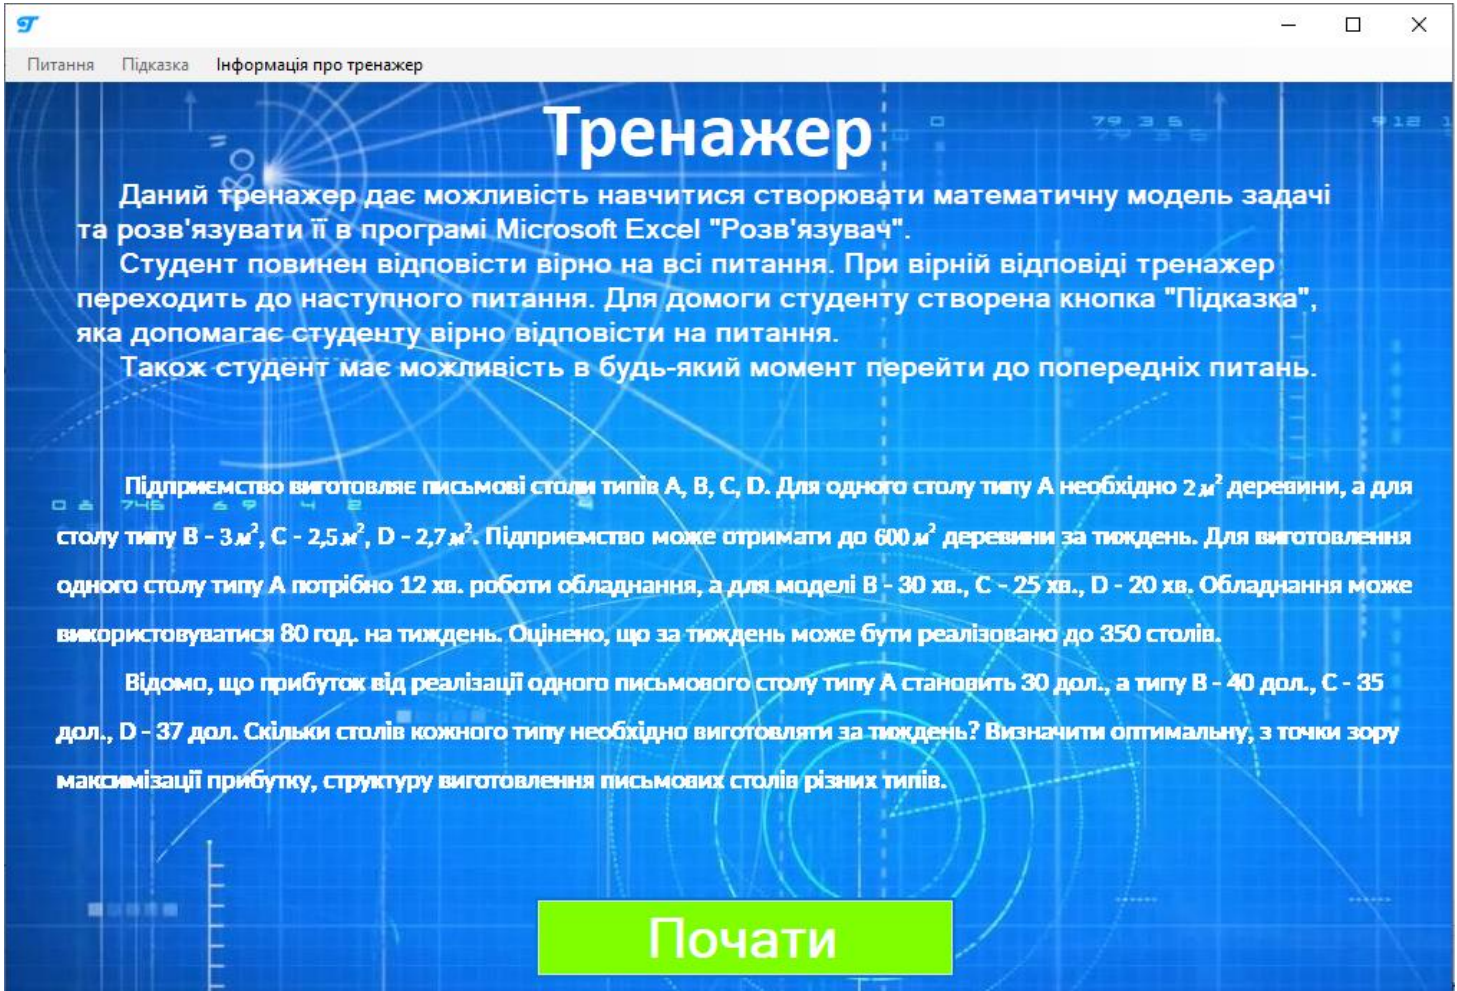 Питання Підказка Інформація про тренажер
Тренажер
Даний тренажер дає можливість навчитися створювати математичну модель задачі
та розв'язувати її в програмі Microsoft Excel "Розв'язувач".
Студент повинен відповісти вірно на всі питання. При вірній відповіді тренажер
переходить до наступного питання. Для домоги студенту створена кнопка "Підказка",
яка допомагає студенту вірно відповісти на питання.
Також студент має можливість в будь-який момент перейти до попередніх питань.
Підприємство виготовляє письмові столи типів A, B, C, D. Для одного столу типу A необхідно 2 м² деревини, а для
столу типу B - 3 м², C - 2,5 м², D - 2,7 м². Підприємство може отримати до 600 м² деревини за тиждень. Для виготовлення
одного столу типу A потрібно 12 хв. роботи обладнання, а для моделі B - 30 хв., C - 25 хв., D - 20 хв. Обладнання може
використовуватися 80 год. на тиждень. Оцінено, що за тиждень може бути реалізовано до 350 столів.
Відомо, що прибуток від реалізації одного письмового столу типу A становить 30 дол., а типу B - 40 дол., C - 35
дол., D - 37 дол. Скільки столів кожного типу необхідно виготовляти за тиждень? Визначити оптимальну, з точки зору
максимізації прибутку, структуру виготовлення письмових столів різних типів.
Почати